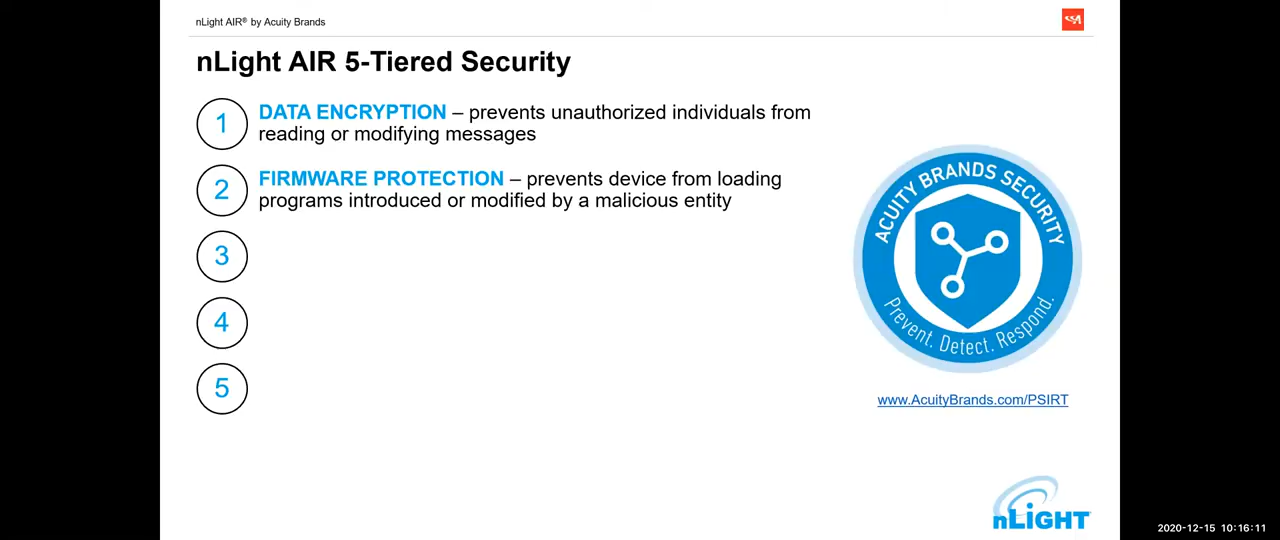 nLight AIR® by Acuity Brands
nLight AIR 5-Tiered Security
1
DATA ENCRYPTION – prevents unauthorized individuals from
reading or modifying messages
2
FIRMWARE PROTECTION – prevents device from loading
programs introduced or modified by a malicious entity
3
4
5
ACUITY BRANDS SECURITY
Prevent. Detect. Respond.
www.AcuityBrands.com/PSIRT
nLIGHT
2020-12-15 10:16:11